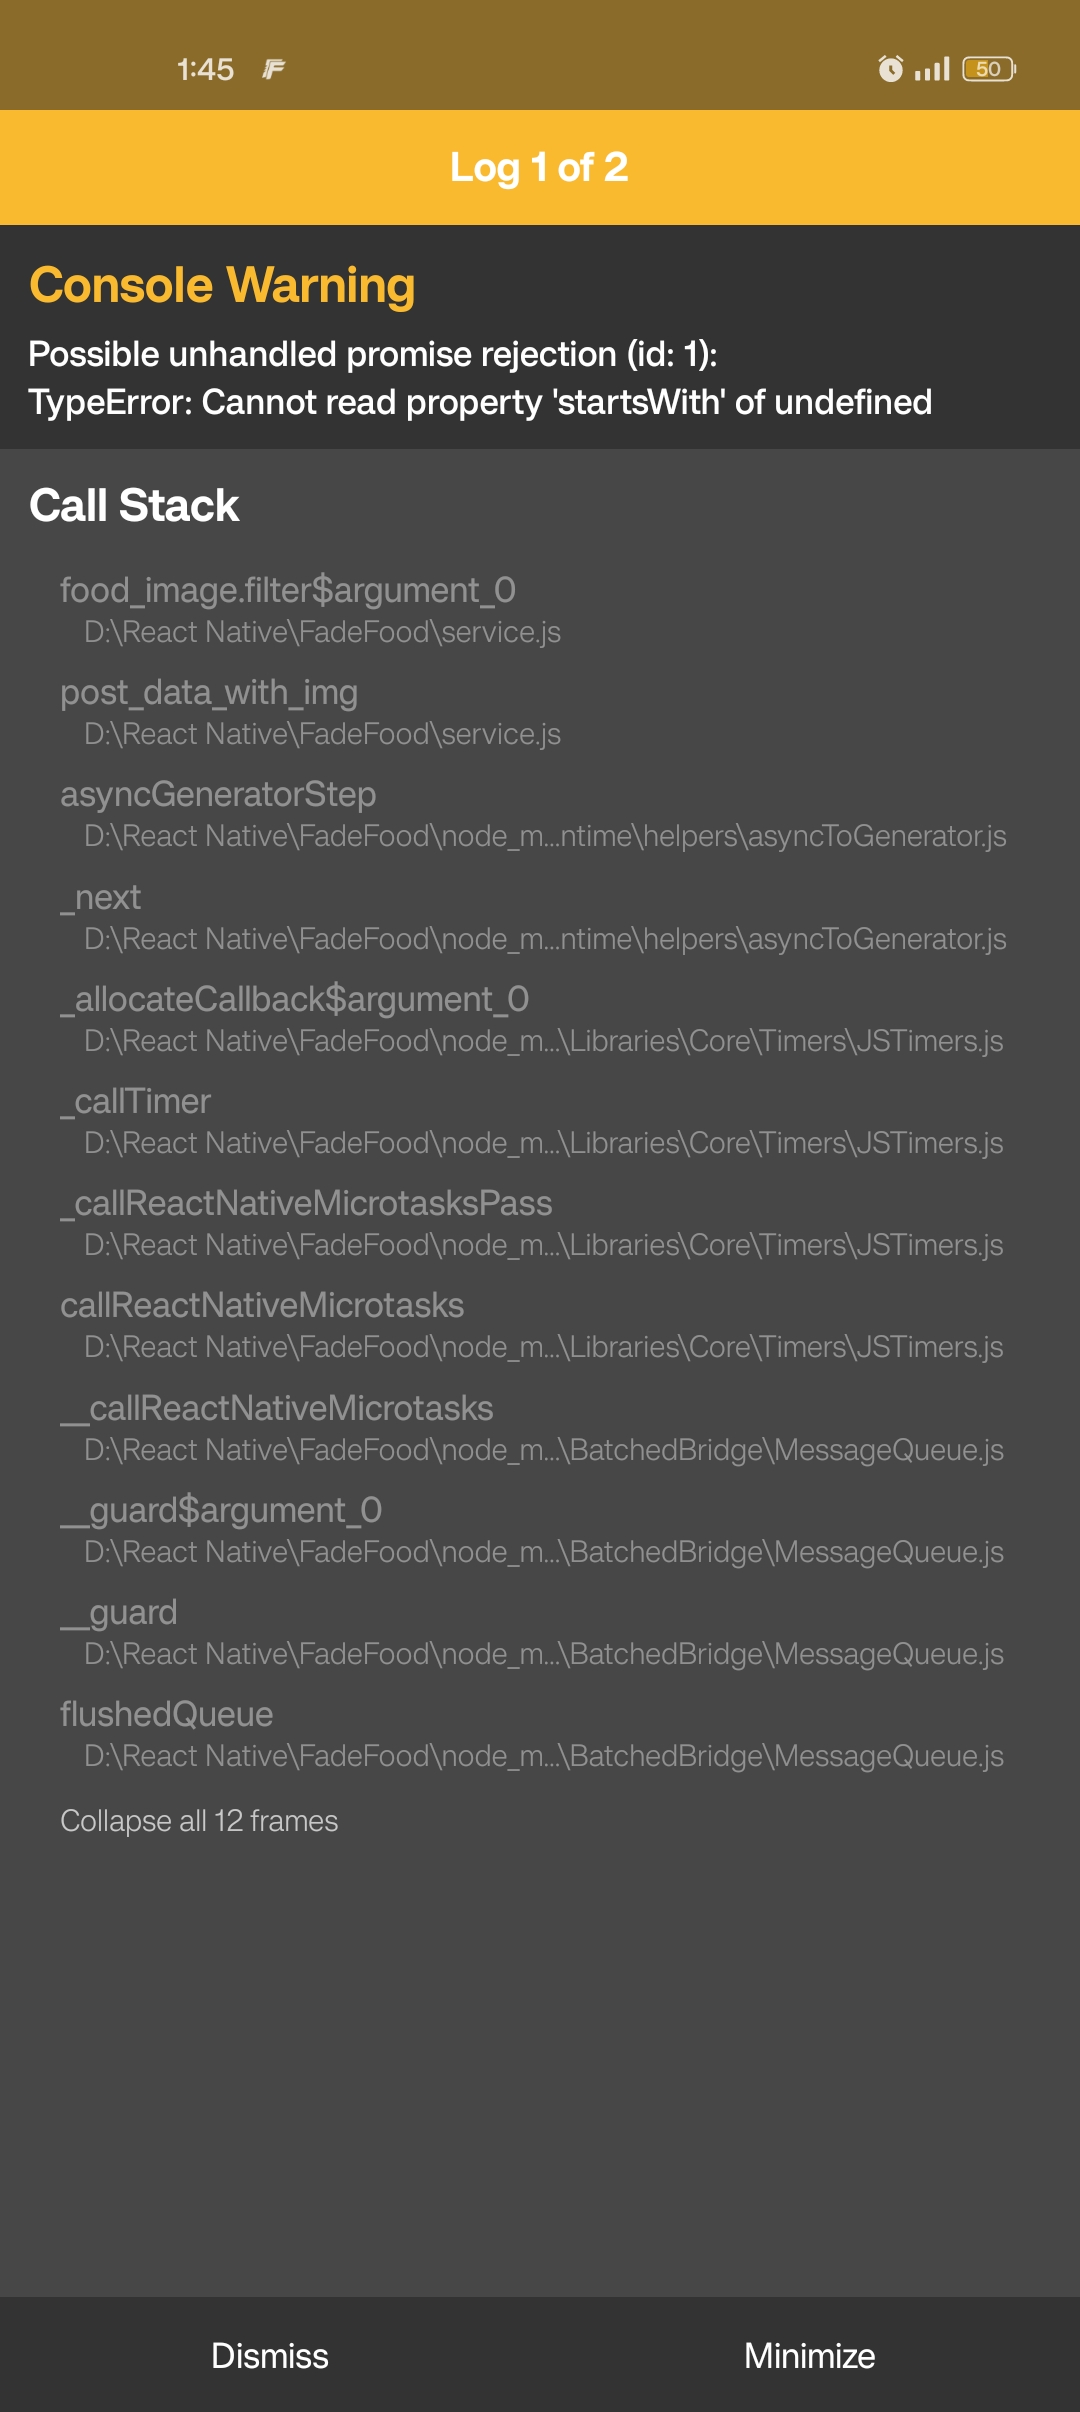 1:45
50
Log 1 of 2
Console Warning
Possible unhandled promise rejection (id: 1):
TypeError: Cannot read property 'startsWith' of undefined
Call Stack
food_image.filter$argument_0
D:\React Native\FadeFood\service.js
post_data_with_img
D:\React Native\FadeFood\service.js
asyncGeneratorStep
D:\React Native\FadeFood\node_m...ntime\helpers\asyncToGenerator.js
_next
D:\React Native\FadeFood\node_m...ntime\helpers\asyncToGenerator.js
_allocateCallback$argument_0
D:\React Native\FadeFood\node_m...\Libraries\Core\Timers\JSTimers.js
_callTimer
D:\React Native\FadeFood\node_m...\Libraries\Core\Timers\JSTimers.js
_callReactNativeMicrotasksPass
D:\React Native\FadeFood\node_m...\Libraries\Core\Timers\JSTimers.js
callReactNativeMicrotasks
D:\React Native\FadeFood\node_m...\Libraries\Core\Timers\JSTimers.js
__callReactNativeMicrotasks
D:\React Native\FadeFood\node_m...\BatchedBridge\MessageQueue.js
__guard$argument_0
D:\React Native\FadeFood\node_m...\BatchedBridge\MessageQueue.js
__guard
D:\React Native\FadeFood\node_m...\BatchedBridge\MessageQueue.js
flushedQueue
D:\React Native\FadeFood\node_m...\BatchedBridge\MessageQueue.js
Collapse all 12 frames
Dismiss
Minimize